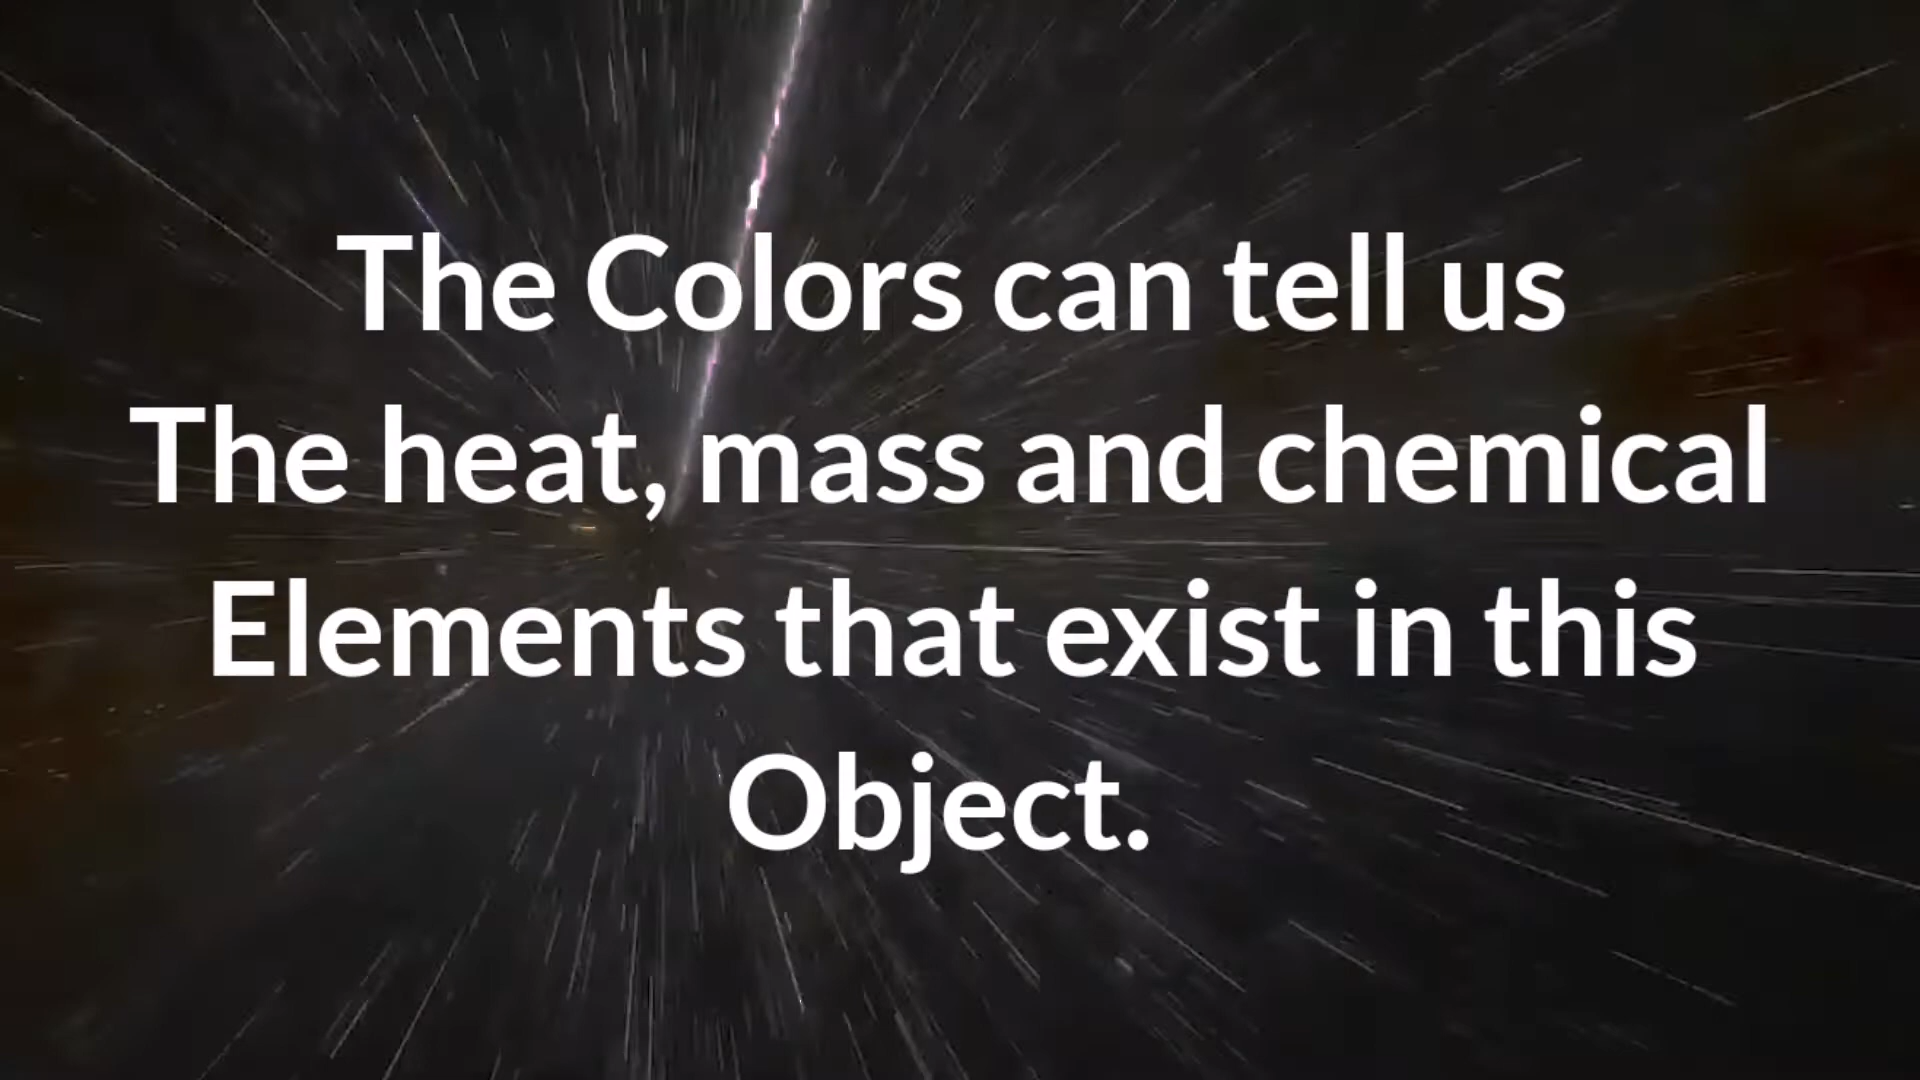 The Colors can tell us
The heat, mass and chemical
Elements that exist in this
Object.